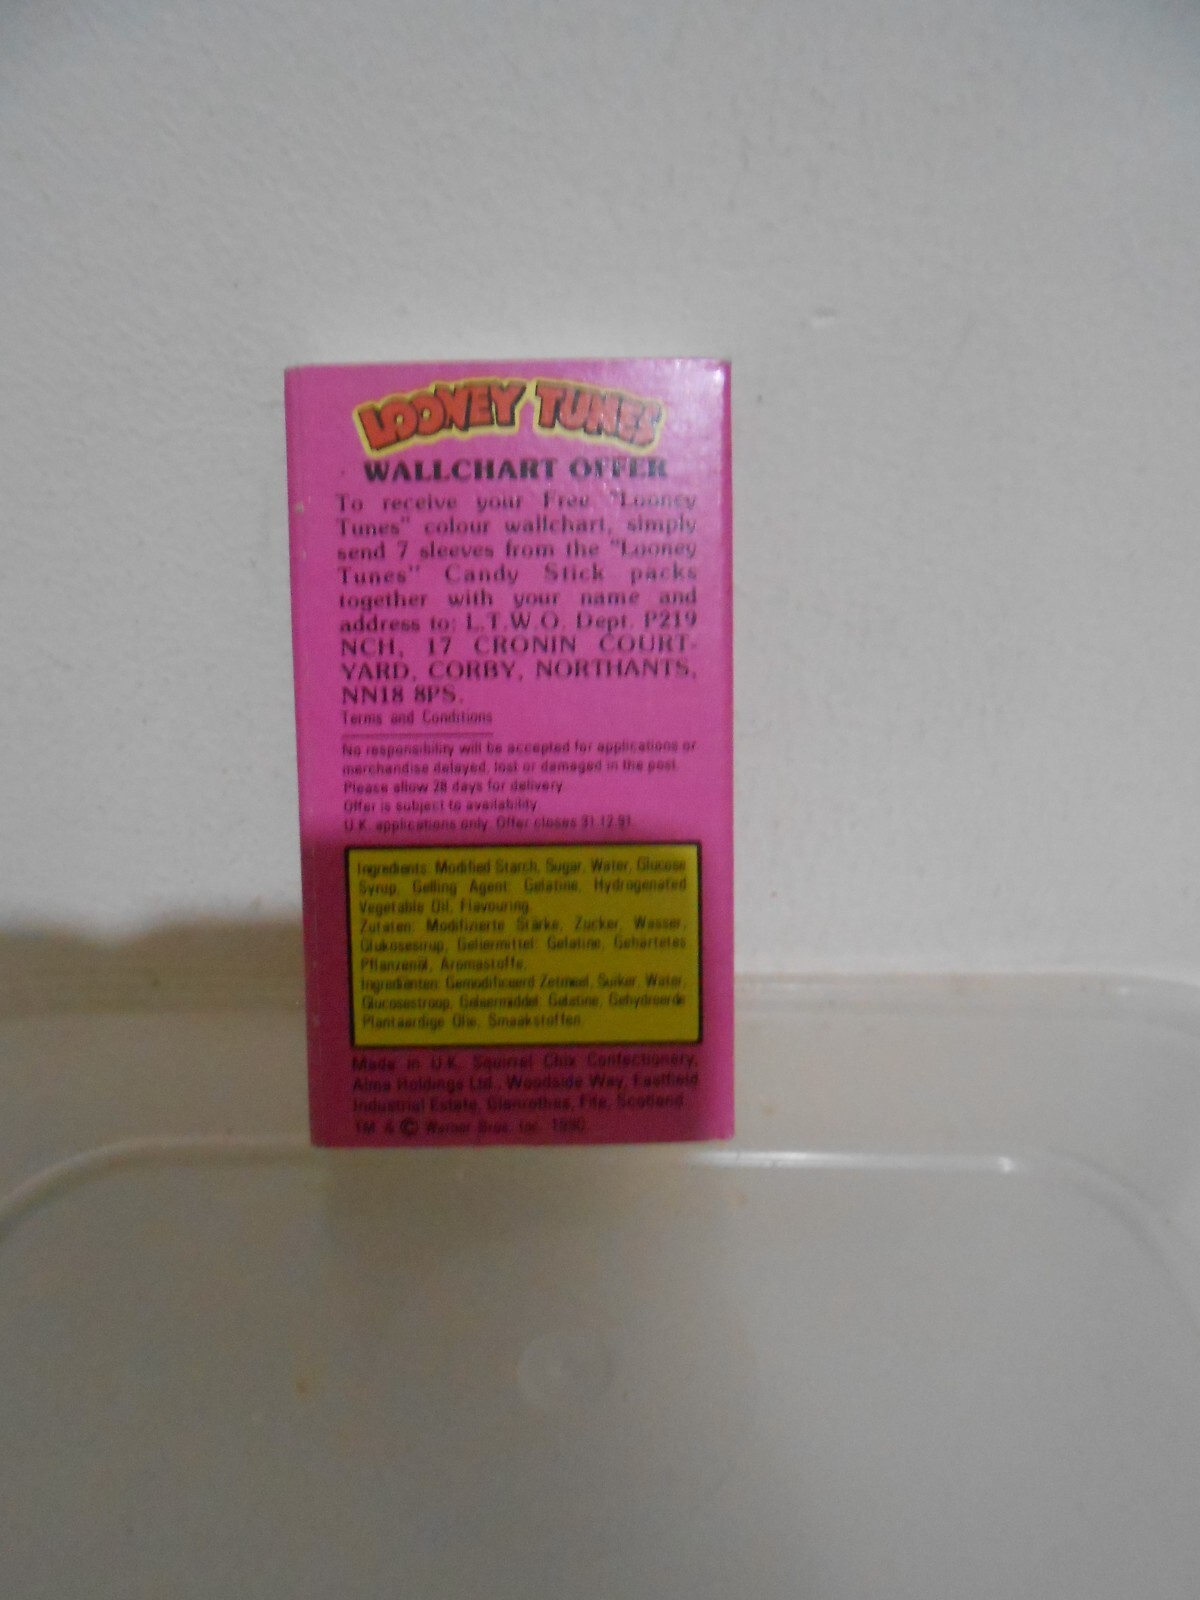 LOONEY TUNES
WALLCHART OFFER
To receive your Free "Looney
Tunes" colour wallchart, simply
send 7 sleeves from the "Looney
Tunes" Candy Stick packs
together with your name and
address to: L.T.W.O. Dept. P219
NCH, 17 CRONIN COURT-
YARD, CORBY, NORTHANTS,
NN18 8PS.
Terms and Conditions
No responsibility will be accepted for applications or
merchandise delayed, lost or damaged in the post.
Please allow 28 days for delivery.
Offer is subject to availability.
U.K. applications only. Offer closes 31.12.91.
Ingredients: Modified Starch, Sugar, Water, Glucose
Syrup, Gelling Agent: Gelatine, Hydrogenated
Vegetable Oil, Flavouring.
Zutaten: Modifizierte Stärke, Zucker, Wasser,
Glukosesirup, Geliermittel: Gelatine, Gehärtetes
Pflanzenöl, Aromastoffe.
Ingredienten: Gemodificeerd Zetmeel, Suiker, Water,
Glucosestroop, Geleermiddel: Gelatine, Gehydreerde
Plantaardige Olie, Smaakstoffen.
Made in U.K. Squirrel Chix Confectionery,
Alma Holdings Ltd., Woodside Way, Eastfield
Industrial Estate, Glenrothes, Fife, Scotland.
TM & © Warner Bros. Inc. 1990